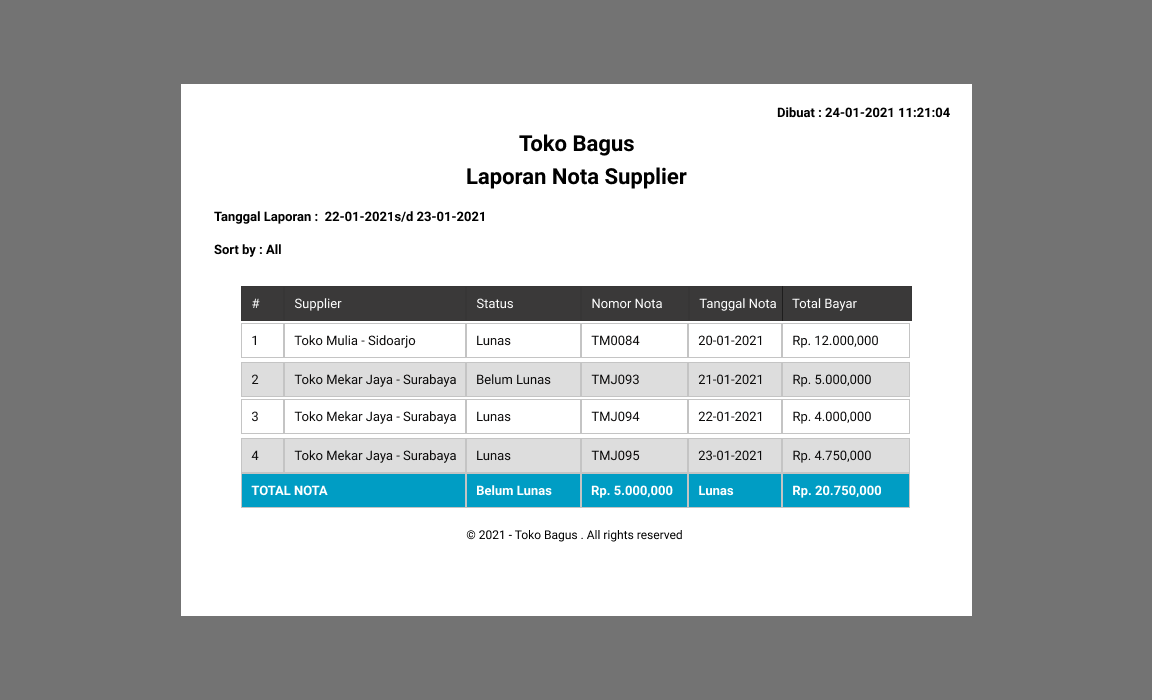 Dibuat : 24-01-2021 11:21:04
Toko Bagus
Laporan Nota Supplier
Tanggal Laporan :  22-01-2021s/d 23-01-2021
Sort by : All
# Supplier Status Nomor Nota Tanggal Nota Total Bayar
1 Toko Mulia - Sidoarjo Lunas TM0084 20-01-2021 Rp. 12.000,000
2 Toko Mekar Jaya - Surabaya Belum Lunas TMJ093 21-01-2021 Rp. 5.000,000
3 Toko Mekar Jaya - Surabaya Lunas TMJ094 22-01-2021 Rp. 4.000,000
4 Toko Mekar Jaya - Surabaya Lunas TMJ095 23-01-2021 Rp. 4.750,000
TOTAL NOTA Belum Lunas Rp. 5.000,000 Lunas Rp. 20.750,000
© 2021 - Toko Bagus . All rights reserved